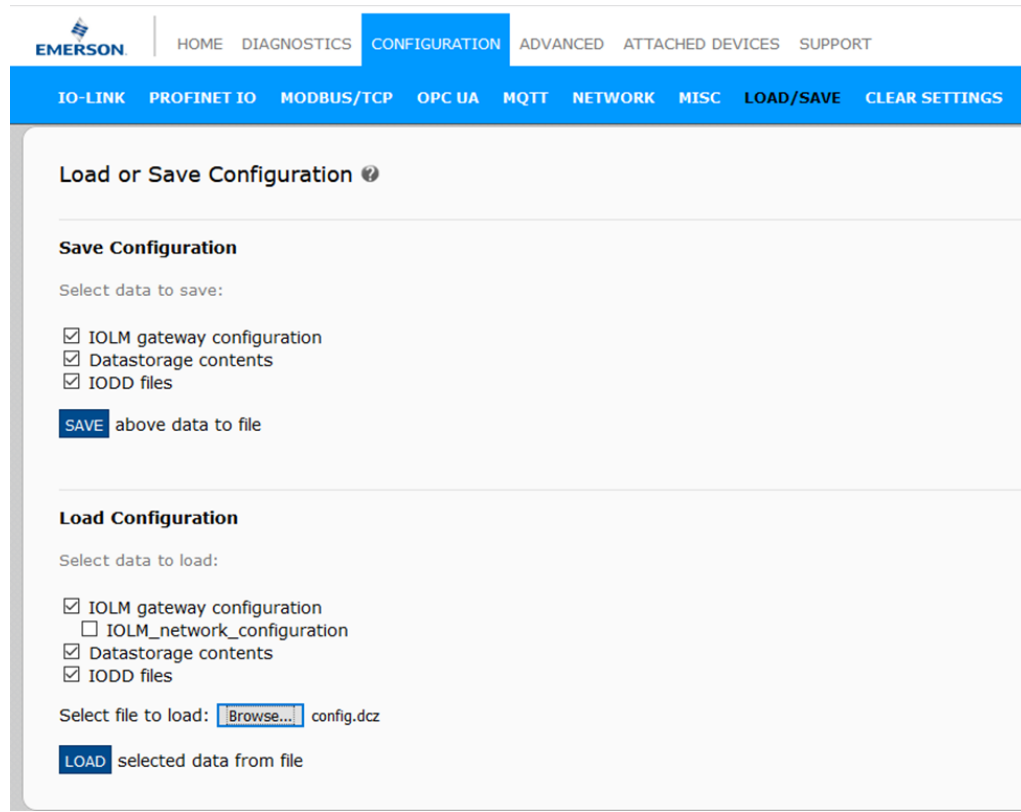 EMERSON.
HOME DIAGNOSTICS CONFIGURATION ADVANCED ATTACHED DEVICES SUPPORT
IO-LINK PROFINET IO MODBUS/TCP OPC UA MQTT NETWORK MISC LOAD/SAVE CLEAR SETTINGS
Load or Save Configuration ?
Save Configuration
Select data to save:
IOLM gateway configuration
Datastorage contents
IODD files
SAVE above data to file
Load Configuration
Select data to load:
IOLM gateway configuration
IOLM_network_configuration
Datastorage contents
IODD files
Select file to load: Browse... config.dcz
LOAD selected data from file